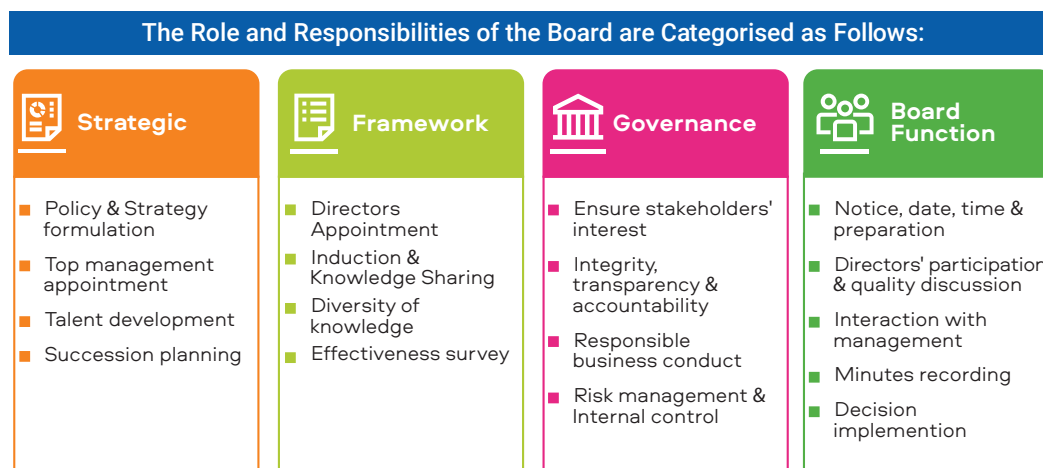 The Role and Responsibilities of the Board are Categorised as Follows:
Strategic
Policy & Strategy
formulation
Top management
appointment
Talent development
Succession planning
Framework
Directors
Appointment
Induction &
Knowledge Sharing
Diversity of
knowledge
Effectiveness survey
Governance
Ensure stakeholders'
interest
Integrity,
transparency &
accountability
Responsible
business conduct
Risk management &
Internal control
Board
Function
Notice, date, time &
preparation
Directors' participation
& quality discussion
Interaction with
management
Minutes recording
Decision
implemention